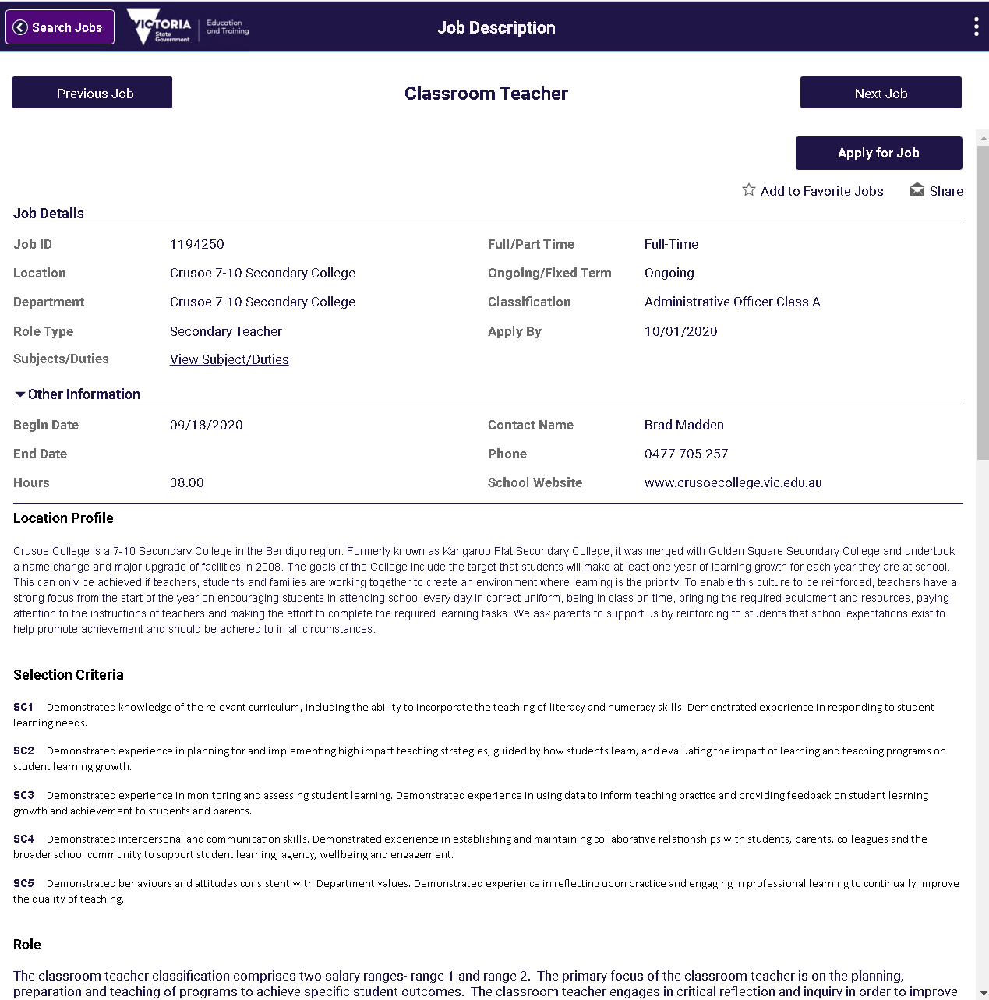 Search Jobs
VICTORIA
State
Government
Education
and Training
Job Description
Previous Job
Classroom Teacher
Next Job
Apply for Job
Add to Favorite Jobs
Share
Job Details
Job ID 1194250 Full/Part Time Full-Time
Location Crusoe 7-10 Secondary College Ongoing/Fixed Term Ongoing
Department Crusoe 7-10 Secondary College Classification Administrative Officer Class A
Role Type Secondary Teacher Apply By 10/01/2020
Subjects/Duties View Subject/Duties
Other Information
Begin Date 09/18/2020 Contact Name Brad Madden
End Date Phone 0477 705 257
Hours 38.00 School Website www.crusoecollege.vic.edu.au
Location Profile
Crusoe College is a 7-10 Secondary College in the Bendigo region. Formerly known as Kangaroo Flat Secondary College, it was merged with Golden Square Secondary College and undertook
a name change and major upgrade of facilities in 2008. The goals of the College include the target that students will make at least one year of learning growth for each year they are at school.
This can only be achieved if teachers, students and families are working together to create an environment where learning is the priority. To enable this culture to be reinforced, teachers have a
strong focus from the start of the year on encouraging students in attending school every day in correct uniform, being in class on time, bringing the required equipment and resources, paying
attention to the instructions of teachers and making the effort to complete the required learning tasks. We ask parents to support us by reinforcing to students that school expectations exist to
help promote achievement and should be adhered to in all circumstances.
Selection Criteria
SC1 Demonstrated knowledge of the relevant curriculum, including the ability to incorporate the teaching of literacy and numeracy skills. Demonstrated experience in responding to student
learning needs.
SC2 Demonstrated experience in planning for and implementing high impact teaching strategies, guided by how students learn, and evaluating the impact of learning and teaching programs on
student learning growth.
SC3 Demonstrated experience in monitoring and assessing student learning. Demonstrated experience in using data to inform teaching practice and providing feedback on student learning
growth and achievement to students and parents.
SC4 Demonstrated interpersonal and communication skills. Demonstrated experience in establishing and maintaining collaborative relationships with students, parents, colleagues and the
broader school community to support student learning, agency, wellbeing and engagement.
SC5 Demonstrated behaviours and attitudes consistent with Department values. Demonstrated experience in reflecting upon practice and engaging in professional learning to continually improve
the quality of teaching.
Role
The classroom teacher classification comprises two salary ranges- range 1 and range 2. The primary focus of the classroom teacher is on the planning,
preparation and teaching of programs to achieve specific student outcomes. The classroom teacher engages in critical reflection and inquiry in order to improve